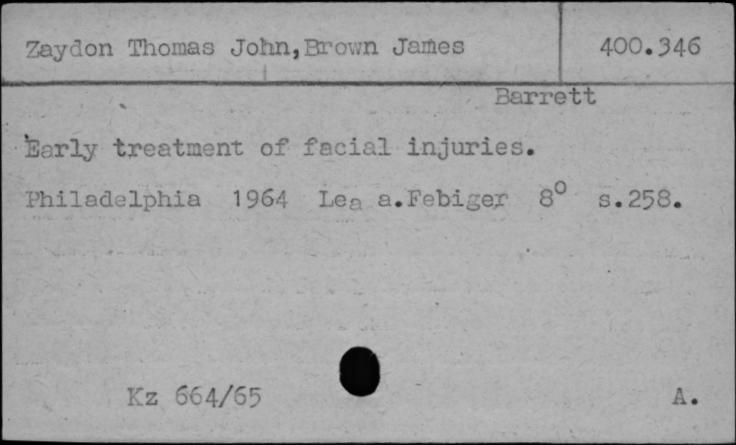 Zaydon Thomas John,Brown James 400.346
Barrett
Early treatment of facial injuries.
Philadelphia 1964 Lea a.Febiger 8° s.258.
Kz 664/65 A.